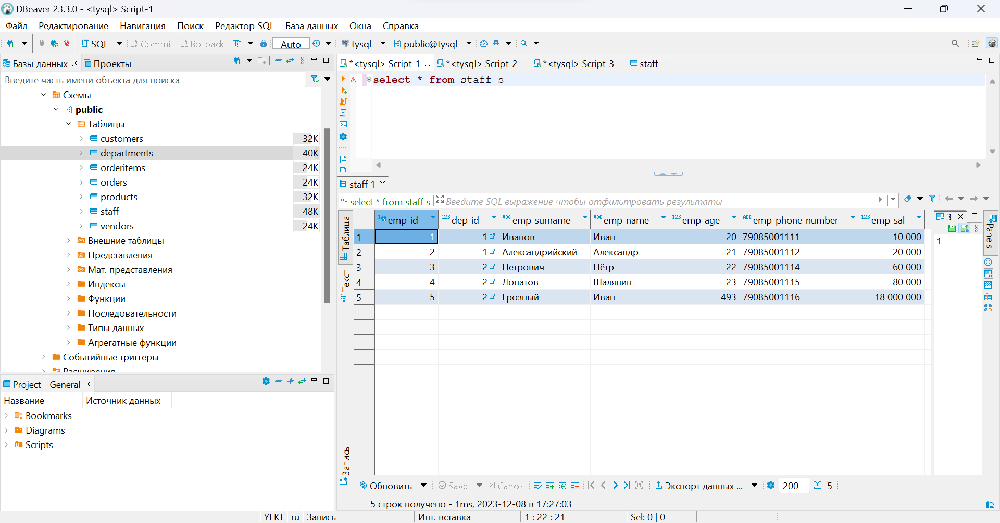 DBeaver 23.3.0 - <tysql> Script-1
Файл Редактирование Навигация Поиск Редактор SQL База данных Окна Справка
SQL Commit Rollback Auto tysql public@tysql
Базы данных Проекты
Введите часть имени объекта для поиска
Схемы
public
Таблицы
customers 32K
departments 40K
orderitems 24K
orders 24K
products 32K
staff 48K
vendors 24K
Внешние таблицы
Представления
Мат. представления
Индексы
Функции
Последовательности
Типы данных
Агрегатные функции
Событийные триггеры
Расширения
Project - General
Название Источник данных
Bookmarks
Diagrams
Scripts
*<tysql> Script-1 *<tysql> Script-2 *<tysql> Script-3 staff
select * from staff s
staff 1
select * from staff s Введите SQL выражение чтобы отфильтровать результаты
Таблица
Текст
Запись
123 emp_id 123 dep_id ABC emp_surname ABC emp_name 123 emp_age ABC emp_phone_number 123 emp_sal
1 1 1 Иванов Иван 20 79085001111 10 000
2 2 1 Александрийский Александр 21 79085001112 20 000
3 3 2 Петрович Пётр 22 79085001114 60 000
4 4 2 Лопатов Шаляпин 23 79085001115 80 000
5 5 2 Грозный Иван 493 79085001116 18 000 000
3
1
Panels
Обновить Save Cancel Экспорт данных ... 200 5
5 строк получено - 1ms, 2023-12-08 в 17:27:03
YEKT ru Запись Инт. вставка 1 : 22 : 21 Sel: 0 | 0